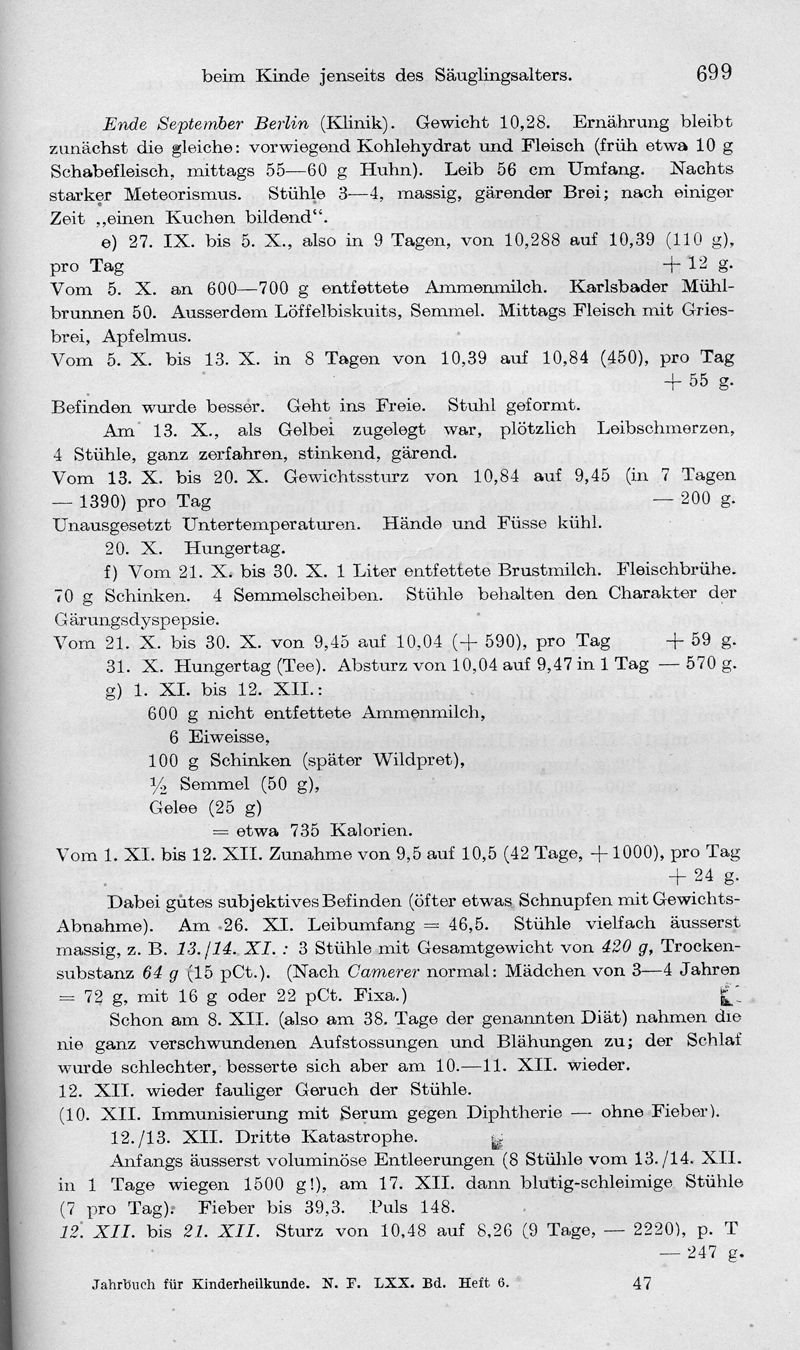 beim Kinde jenseits des Säuglingsalters. 699
Ende September Berlin (Klinik). Gewicht 10,28. Ernährung bleibt
zunächst die gleiche: vorwiegend Kohlehydrat und Fleisch (früh etwa 10 g
Schabefleisch, mittags 55—60 g Huhn). Leib 56 cm Umfang. Nachts
starker Meteorismus. Stühle 3—4, massig, gärender Brei; nach einiger
Zeit „einen Kuchen bildend“.
e) 27. IX. bis 5. X., also in 9 Tagen, von 10,288 auf 10,39 (110 g),
pro Tag + 12 g.
Vom 5. X. an 600—700 g entfettete Ammenmilch. Karlsbader Mühl-
brunnen 50. Ausserdem Löffelbiskuits, Semmel. Mittags Fleisch mit Gries-
brei, Apfelmus.
Vom 5. X. bis 13. X. in 8 Tagen von 10,39 auf 10,84 (450), pro Tag
+ 55 g.
Befinden wurde besser. Geht ins Freie. Stuhl geformt.
Am 13. X., als Gelbei zugelegt war, plötzlich Leibschmerzen,
4 Stühle, ganz zerfahren, stinkend, gärend.
Vom 13. X. bis 20. X. Gewichtssturz von 10,84 auf 9,45 (in 7 Tagen
— 1390) pro Tag — 200 g.
Unausgesetzt Untertemperaturen. Hände und Füsse kühl.
20. X. Hungertag.
f) Vom 21. X. bis 30. X. 1 Liter entfettete Brustmilch. Fleischbrühe.
70 g Schinken. 4 Semmelscheiben. Stühle behalten den Charakter der
Gärungsdyspepsie.
Vom 21. X. bis 30. X. von 9,45 auf 10,04 (+ 590), pro Tag + 59 g.
31. X. Hungertag (Tee). Absturz von 10,04 auf 9,47 in 1 Tag — 570 g.
g) 1. XI. bis 12. XII.:
600 g nicht entfettete Ammenmilch,
6 Eiweisse,
100 g Schinken (später Wildpret),
½ Semmel (50 g),
Gelee (25 g)
= etwa 735 Kalorien.
Vom 1. XI. bis 12. XII. Zunahme von 9,5 auf 10,5 (42 Tage, + 1000), pro Tag
+ 24 g.
Dabei gutes subjektives Befinden (öfter etwas Schnupfen mit Gewichts-
Abnahme). Am 26. XI. Leibumfang = 46,5. Stühle vielfach äusserst
massig, z. B. 13./14. XI. : 3 Stühle mit Gesamtgewicht von 420 g, Trocken-
substanz 64 g (15 pCt.). (Nach Camerer normal: Mädchen von 3—4 Jahren
= 72 g, mit 16 g oder 22 pCt. Fixa.)
Schon am 8. XII. (also am 38. Tage der genannten Diät) nahmen die
nie ganz verschwundenen Aufstossungen und Blähungen zu; der Schlaf
wurde schlechter, besserte sich aber am 10.—11. XII. wieder.
12. XII. wieder fauliger Geruch der Stühle.
(10. XII. Immunisierung mit Serum gegen Diphtherie — ohne Fieber).
12./13. XII. Dritte Katastrophe.
Anfangs äusserst voluminöse Entleerungen (8 Stühle vom 13./14. XII.
in 1 Tage wiegen 1500 g!), am 17. XII. dann blutig-schleimige Stühle
(7 pro Tag). Fieber bis 39,3. Puls 148.
12. XII. bis 21. XII. Sturz von 10,48 auf 8,26 (9 Tage, — 2220), p. T
— 247 g.
Jahrbuch für Kinderheilkunde. N. F. LXX. Bd. Heft 6. 47